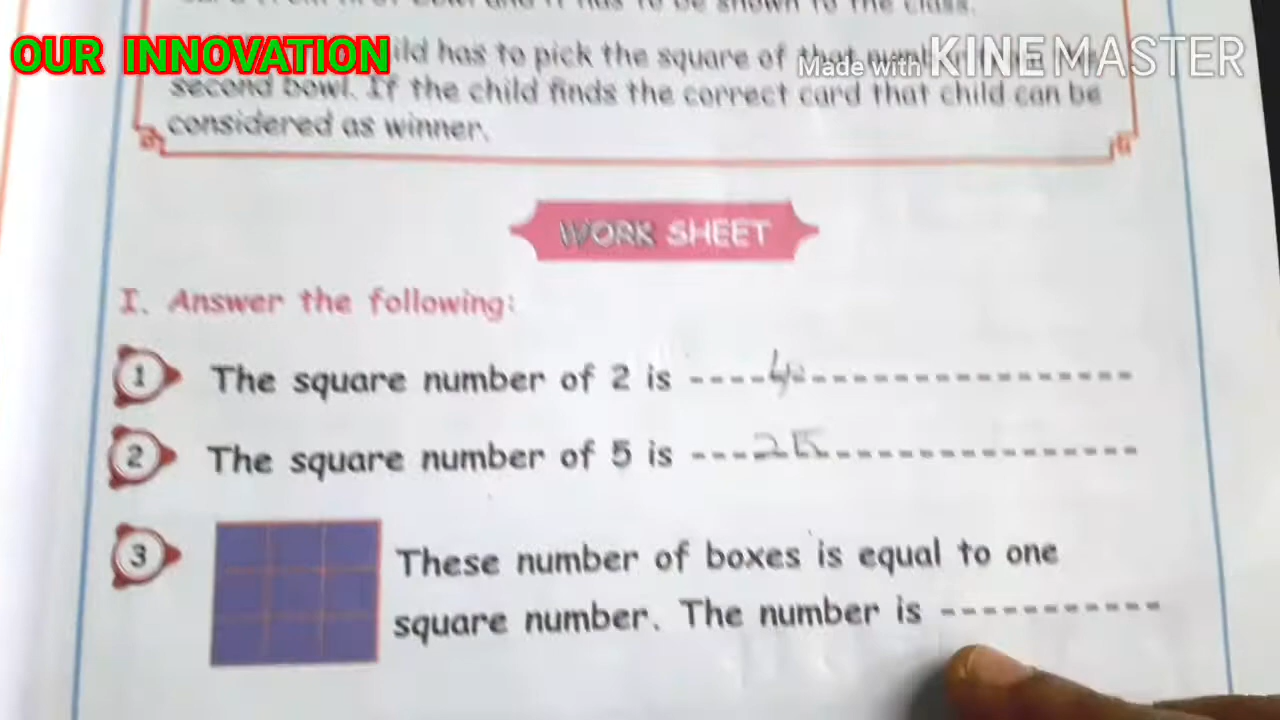 OUR INNOVATION
Made with KINEMASTER
ild has to pick the square of that
second bowl. If the child finds the correct card that child can be
considered as winner.
WORK SHEET
I. Answer the following:
1 The square number of 2 is ----4----------------
2 The square number of 5 is ----25----------------
3 These number of boxes is equal to one
square number. The number is -----------